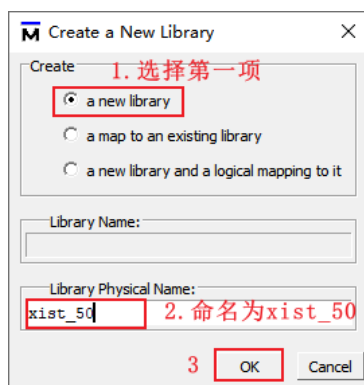 Create a New Library
Create
1.选择第一项
a new library
a map to an existing library
a new library and a logical mapping to it
Library Name:
Library Physical Name:
xist_50
2.命名为xist_50
3
OK
Cancel